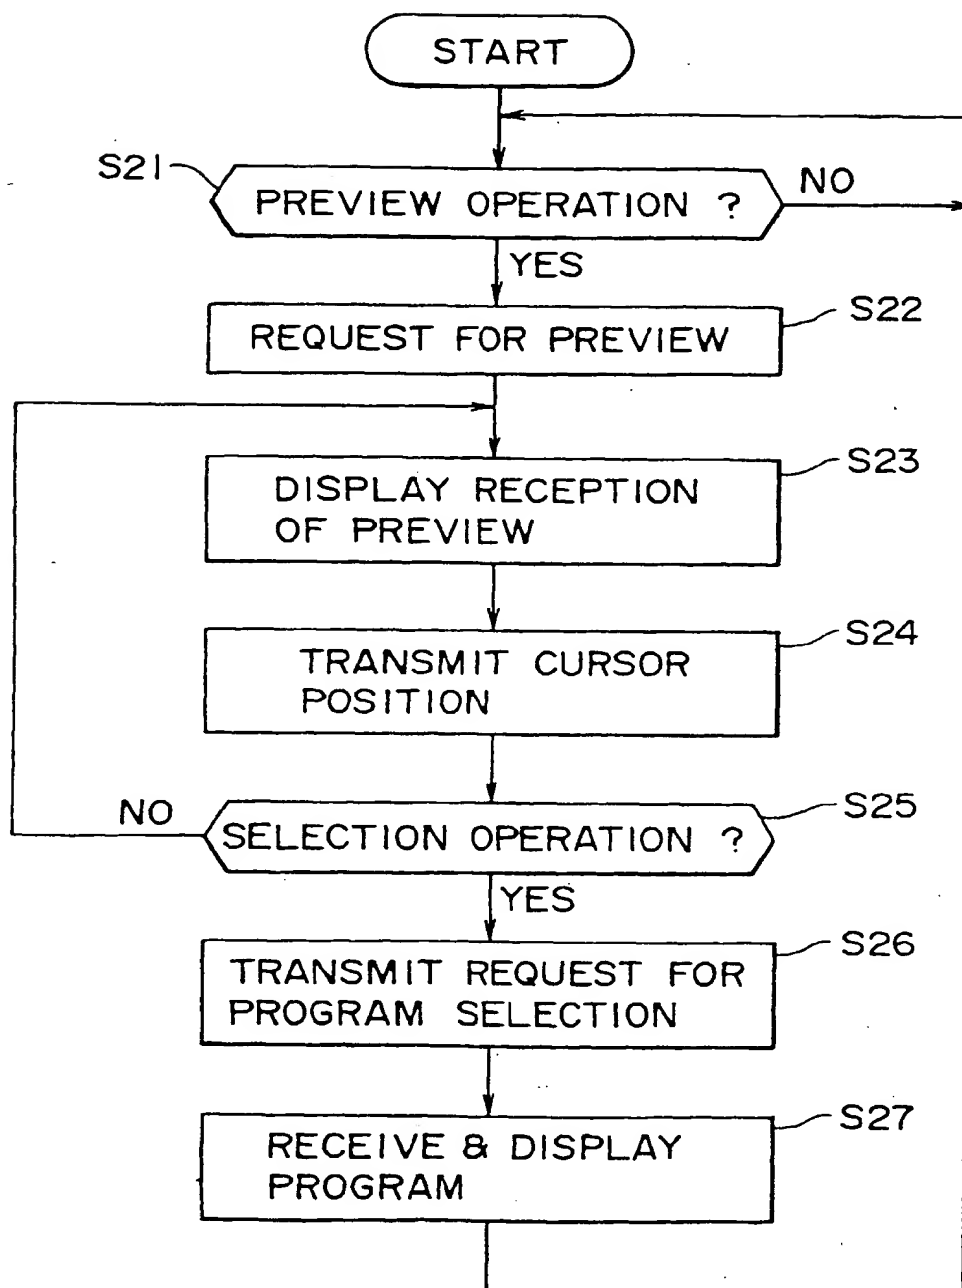 START
S21
PREVIEW OPERATION ?
NO
YES
S22
REQUEST FOR PREVIEW
S23
DISPLAY RECEPTION
OF PREVIEW
S24
TRANSMIT CURSOR
POSITION
S25
NO
SELECTION OPERATION ?
YES
S26
TRANSMIT REQUEST FOR
PROGRAM SELECTION
S27
RECEIVE & DISPLAY
PROGRAM